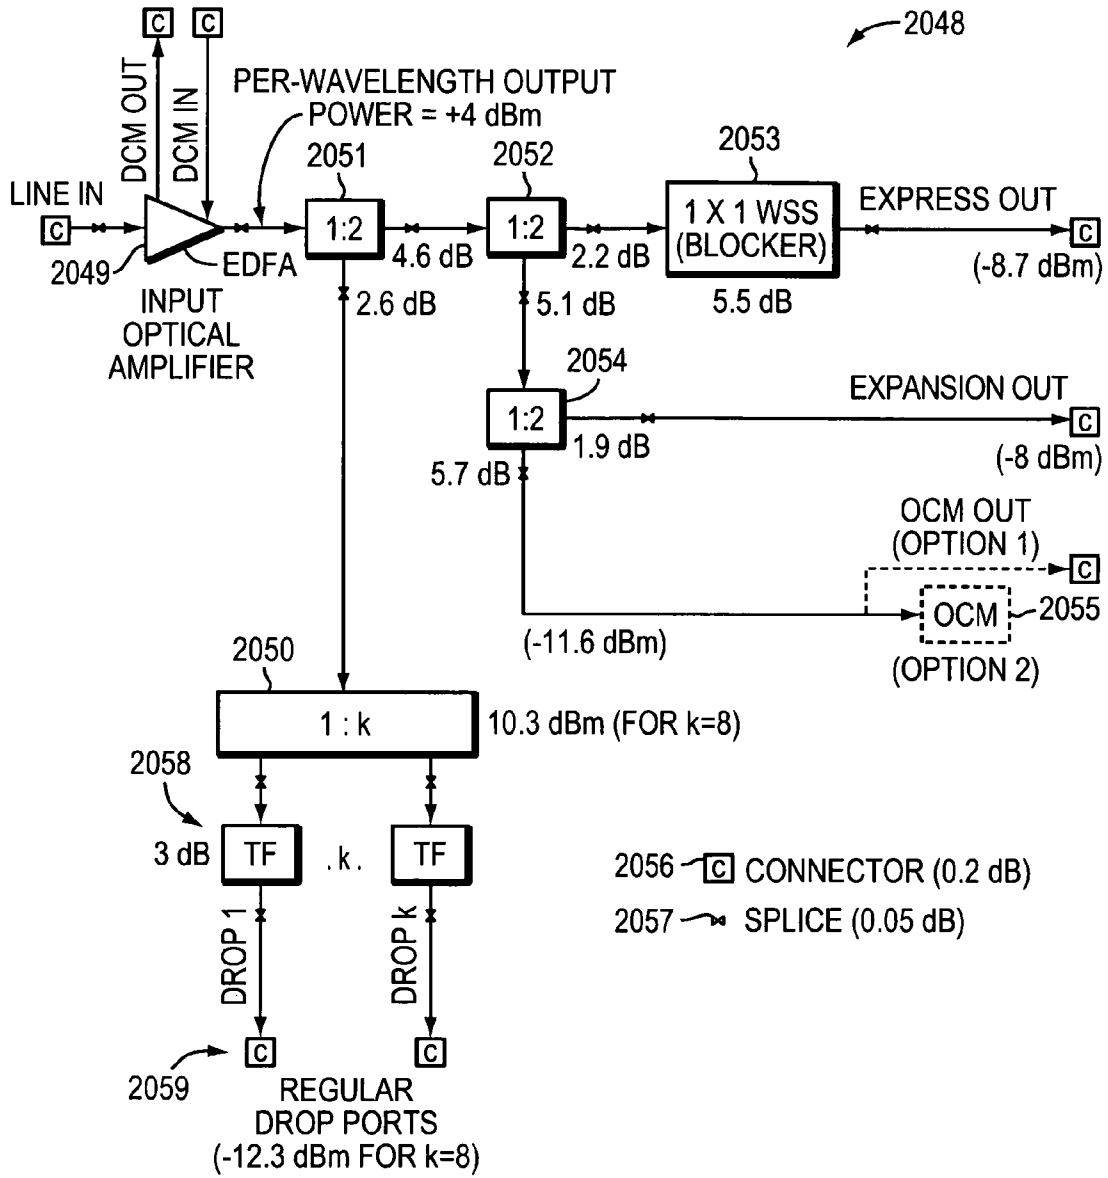 C
C
2048
DCM OUT
DCM IN
PER-WAVELENGTH OUTPUT
POWER = +4 dBm
2051
2052
2053
LINE IN
C
1:2
1:2
1 X 1 WSS
(BLOCKER)
EXPRESS OUT
C
2049
EDFA
4.6 dB
2.2 dB
(-8.7 dBm)
INPUT
OPTICAL
AMPLIFIER
2.6 dB
5.1 dB
5.5 dB
2054
EXPANSION OUT
1:2
C
1.9 dB
(-8 dBm)
5.7 dB
OCM OUT
(OPTION 1)
C
OCM
2055
(-11.6 dBm)
(OPTION 2)
2050
1 : k
10.3 dBm (FOR k=8)
2058
3 dB
TF
. k .
TF
2056
C
CONNECTOR (0.2 dB)
2057
SPLICE (0.05 dB)
DROP 1
DROP k
C
C
2059
REGULAR
DROP PORTS
(-12.3 dBm FOR k=8)